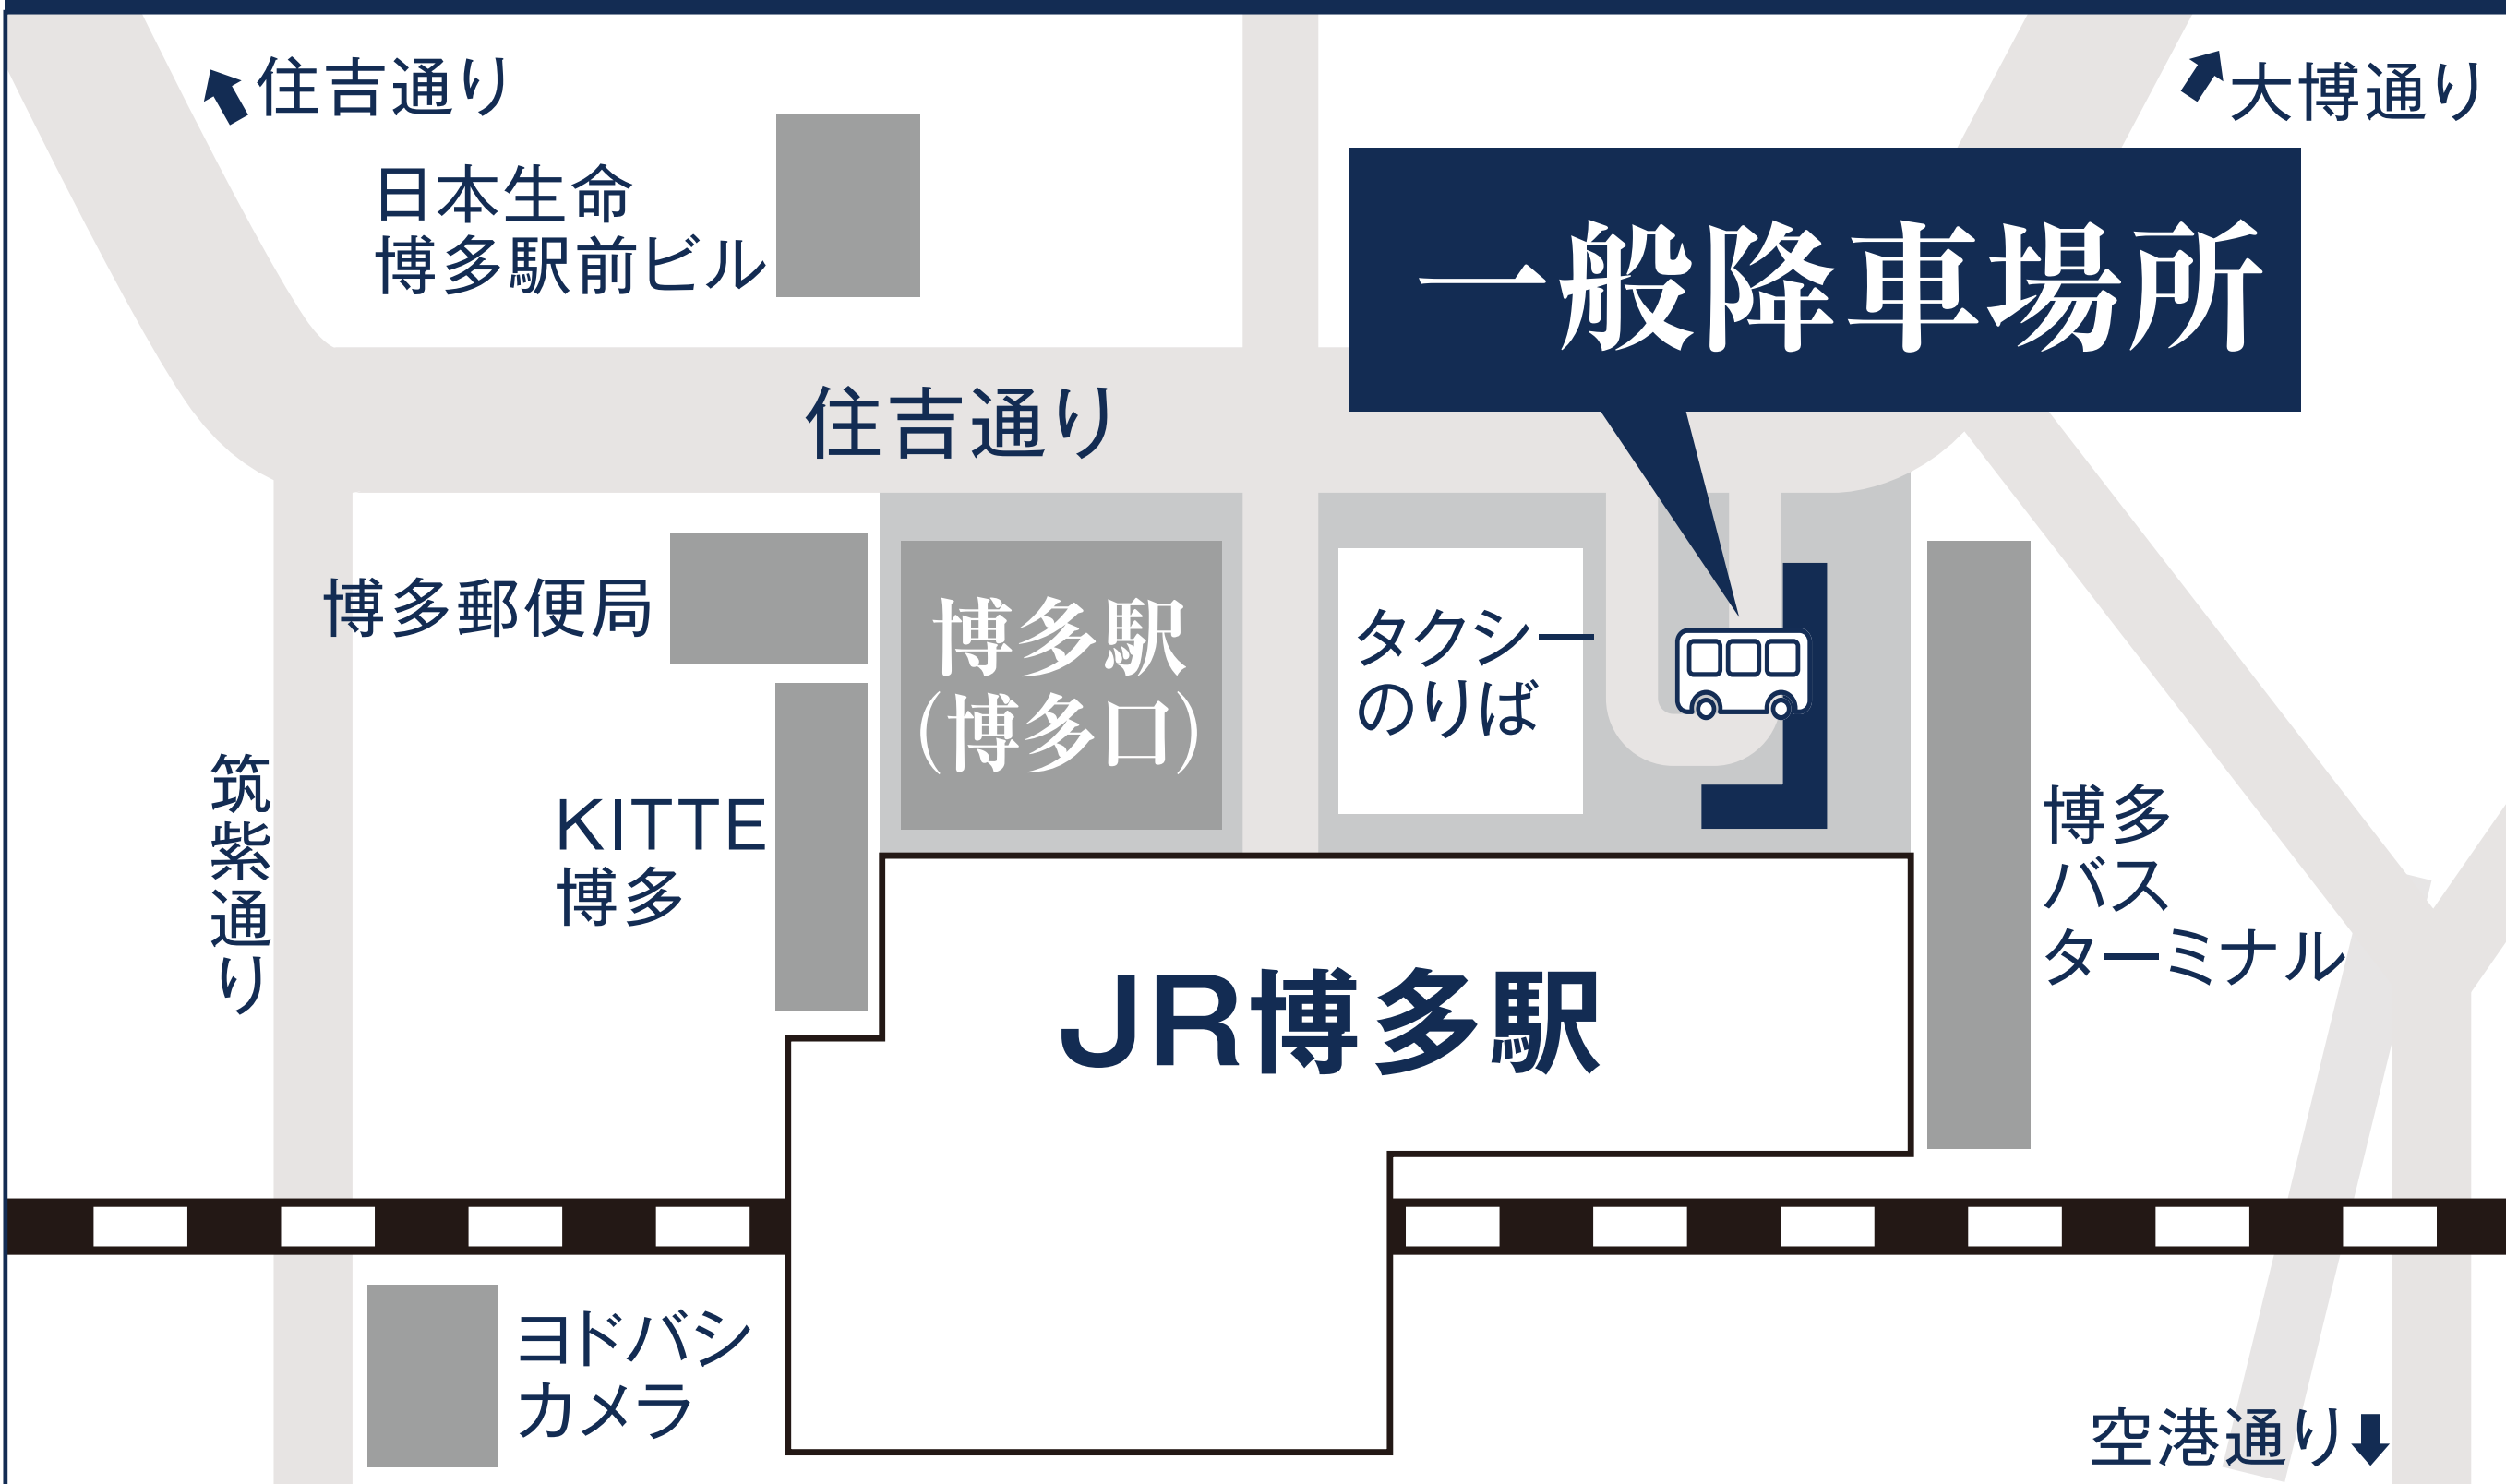 住吉通り
大博通り
日本生命
博多駅前ビル
一般降車場所
住吉通り
博多郵便局
博多駅
(博多口)
タクシー
のりば
筑紫通り
KITTE
博多
博多
バス
ターミナル
JR博多駅
ヨドバシ
カメラ
空港通り